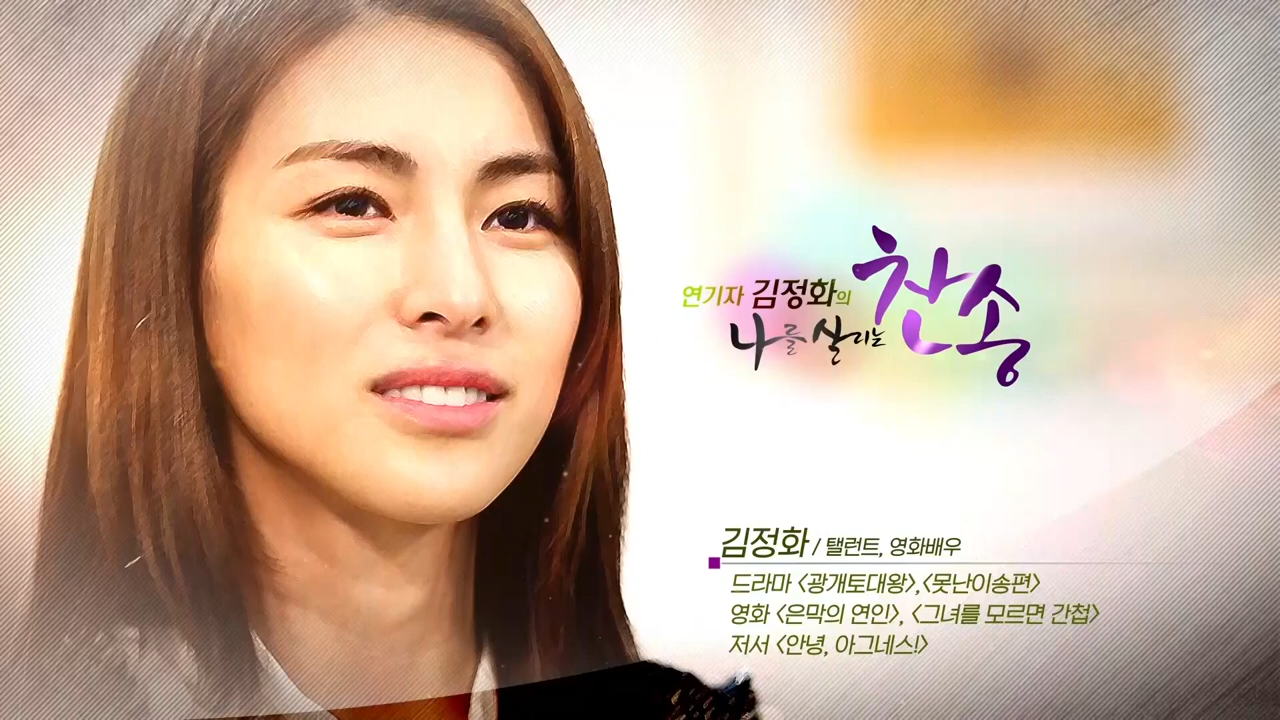 연기자 김정화의
나를 살리는 찬송
김정화 / 탤런트, 영화배우
드라마 <광개토대왕>,<못난이송편>
영화 <은막의 연인>, <그녀를 모르면 간첩>
저서 <안녕, 아그네스!>